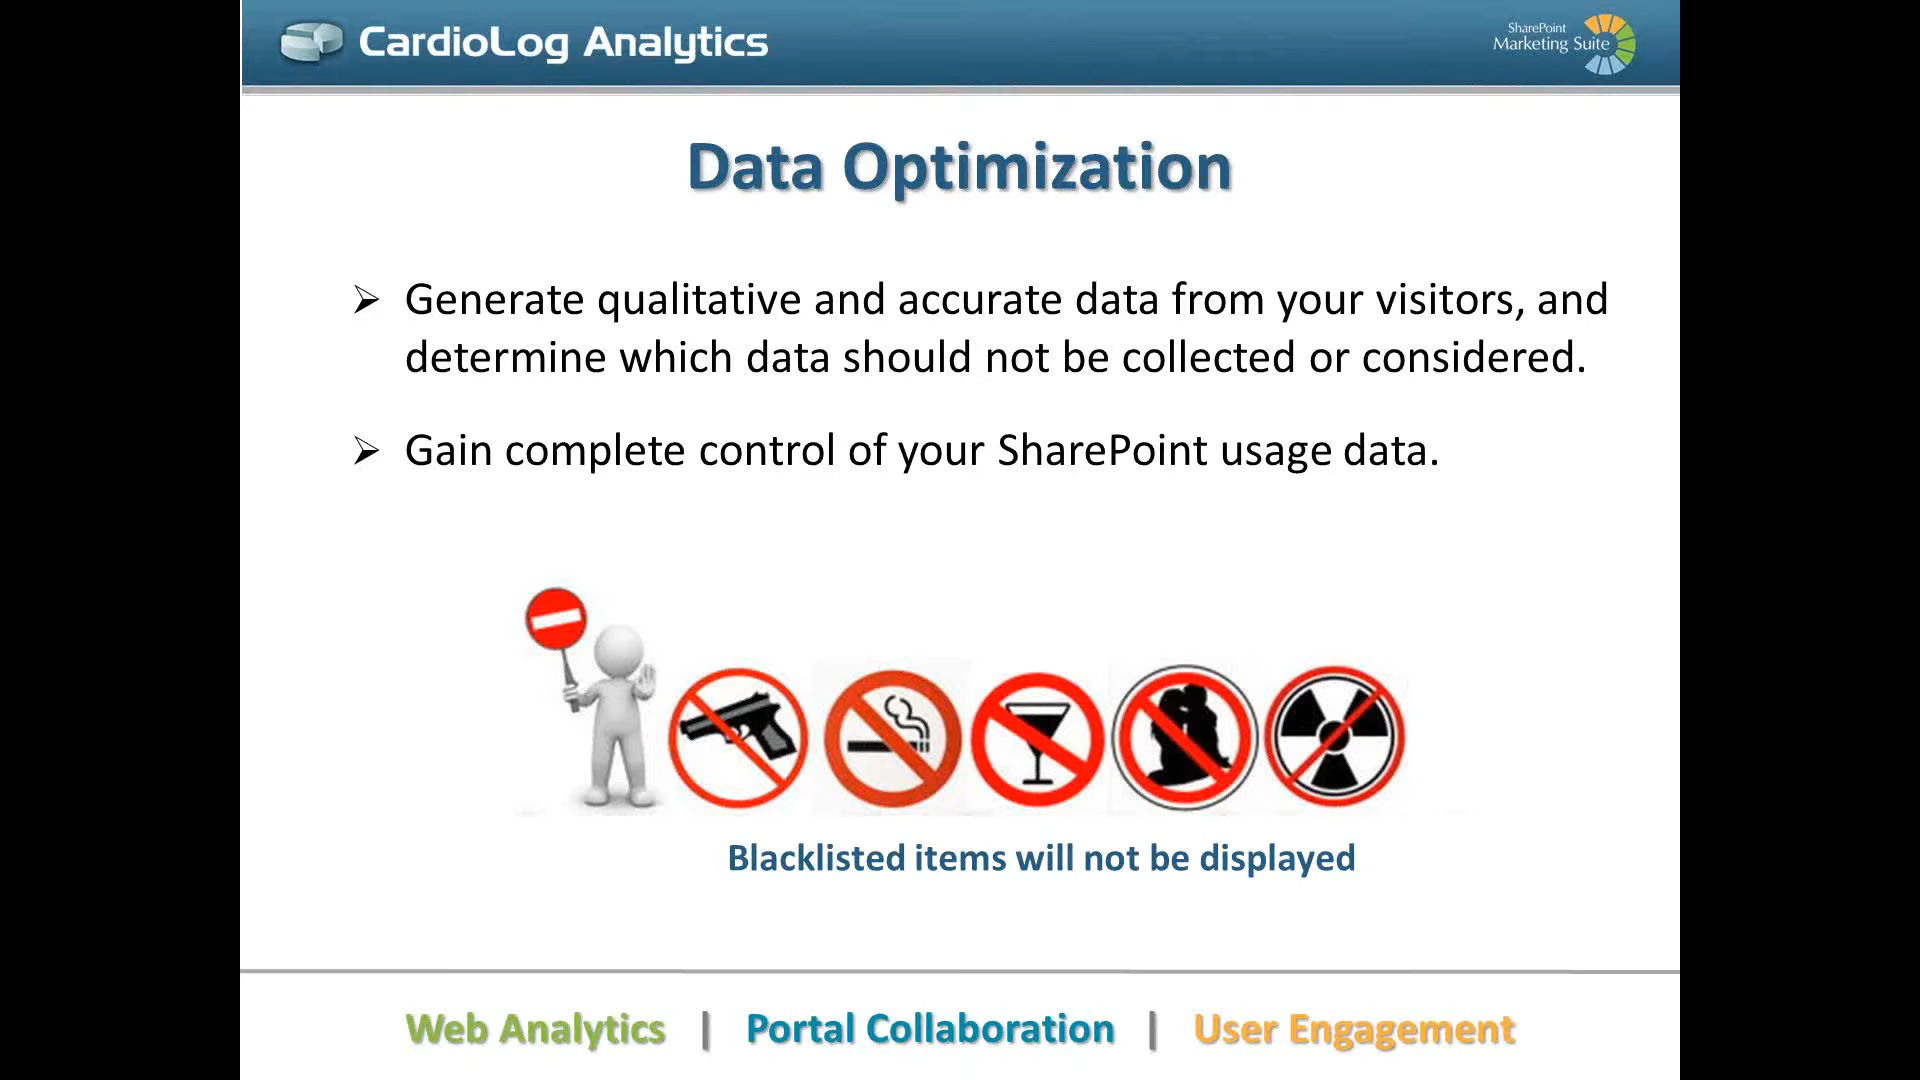 CardioLog Analytics
SharePoint
Marketing Suite
Data Optimization
➢ Generate qualitative and accurate data from your visitors, and
determine which data should not be collected or considered.
➢ Gain complete control of your SharePoint usage data.
Blacklisted items will not be displayed
Web Analytics | Portal Collaboration | User Engagement